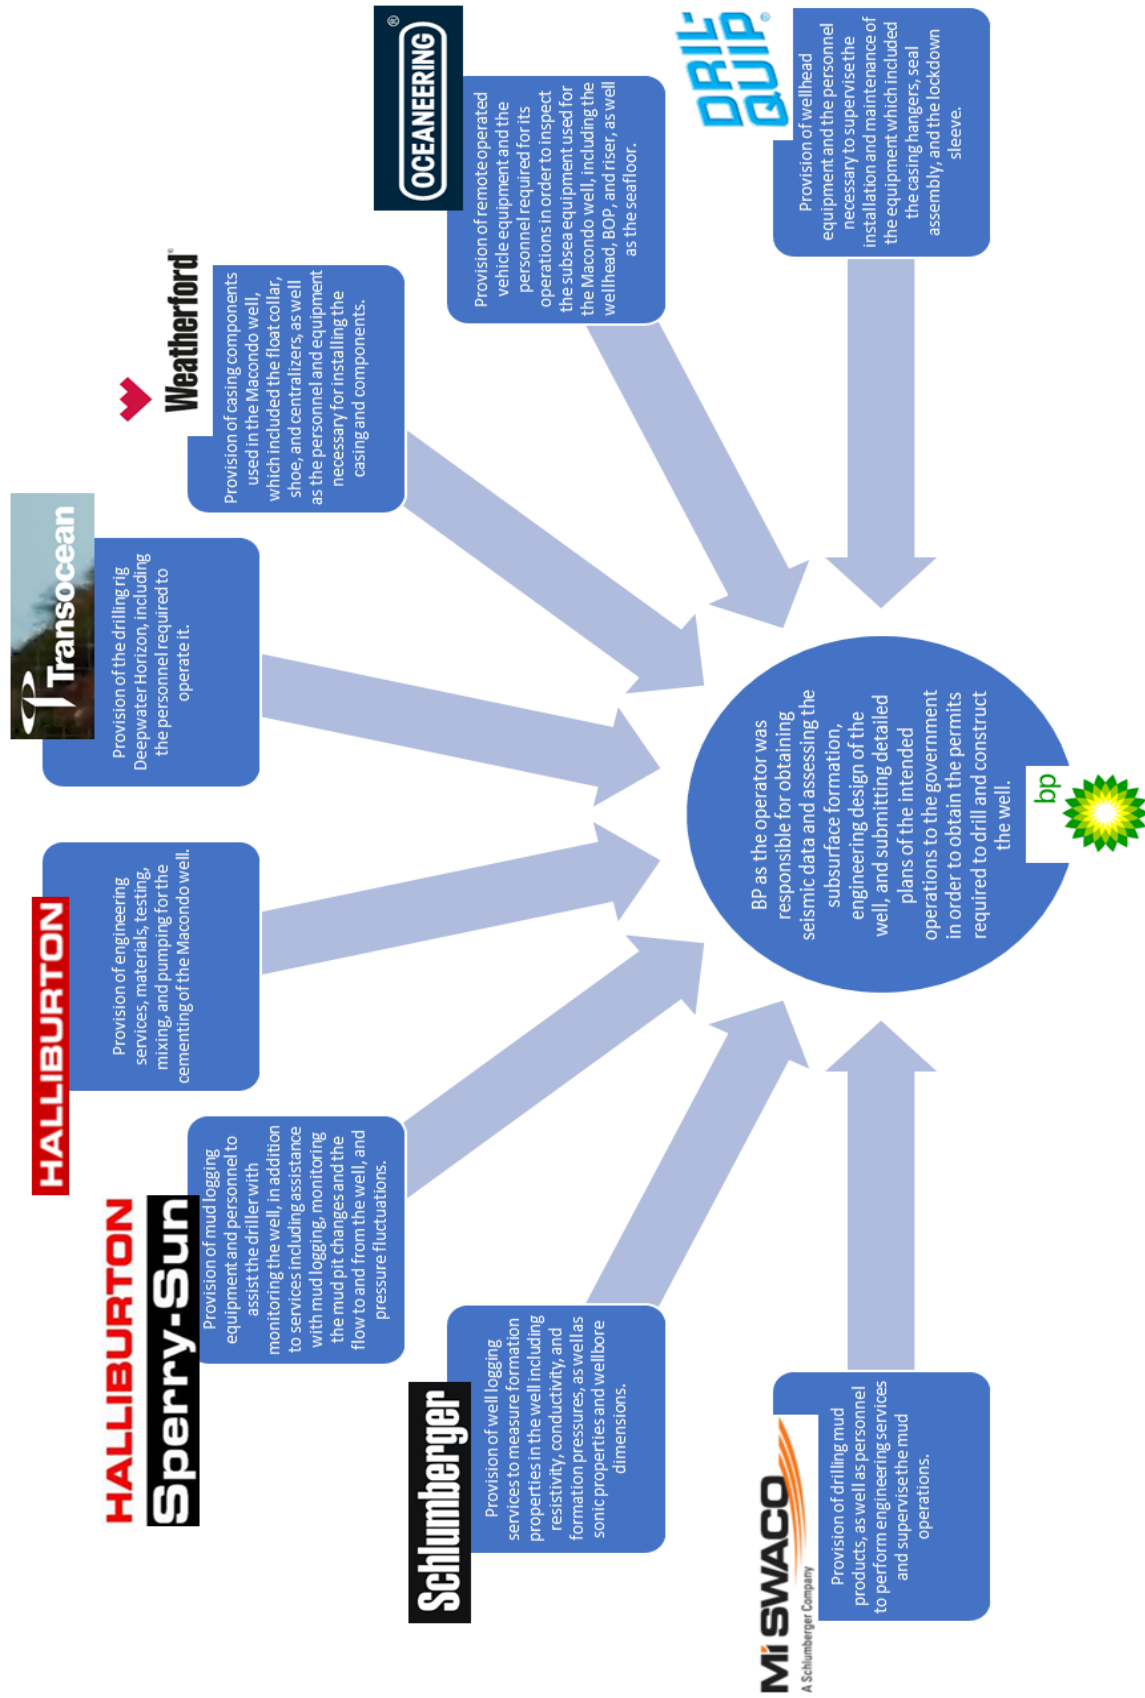 Mi SWACO
A Schlumberger Company
Provision of drilling mud
products, as well as personnel
to perform engineering services
and supervise the mud
operations.
Schlumberger
Provision of well logging
services to measure formation
properties in the well including
resistivity, conductivity, and
formation pressures, as well as
sonic properties and wellbore
dimensions.
HALLIBURTON
Sperry-Sun
Provision of mud logging
equipment and personnel to
assist the driller with
monitoring the well, in addition
to services including assistance
with mud logging, monitoring
the mud pit changes and the
flow to and from the well, and
pressure fluctuations.
HALLIBURTON
Provision of engineering
services, materials, testing,
mixing, and pumping for the
cementing of the Macondo well.
Transocean
Provision of the drilling rig
Deepwater Horizon, including
the personnel required to
operate it.
Weatherford®
Provision of casing components
used in the Macondo well,
which included the float collar,
shoe, and centralizers, as well
as the personnel and equipment
necessary for installing the
casing and components.
OCEANEERING®
Provision of remote operated
vehicle equipment and the
personnel required for its
operations in order to inspect
the subsea equipment used for
the Macondo well, including the
wellhead, BOP, and riser, as well
as the seafloor.
DRIL-
QUIP®
Provision of wellhead
equipment and the personnel
necessary to supervise the
installation and maintenance of
the equipment which included
the casing hangers, seal
assembly, and the lockdown
sleeve.
BP as the operator was
responsible for obtaining
seismic data and assessing the
subsurface formation,
engineering design of the
well, and submitting detailed
plans of the intended
operations to the government
in order to obtain the permits
required to drill and construct
the well.
bp